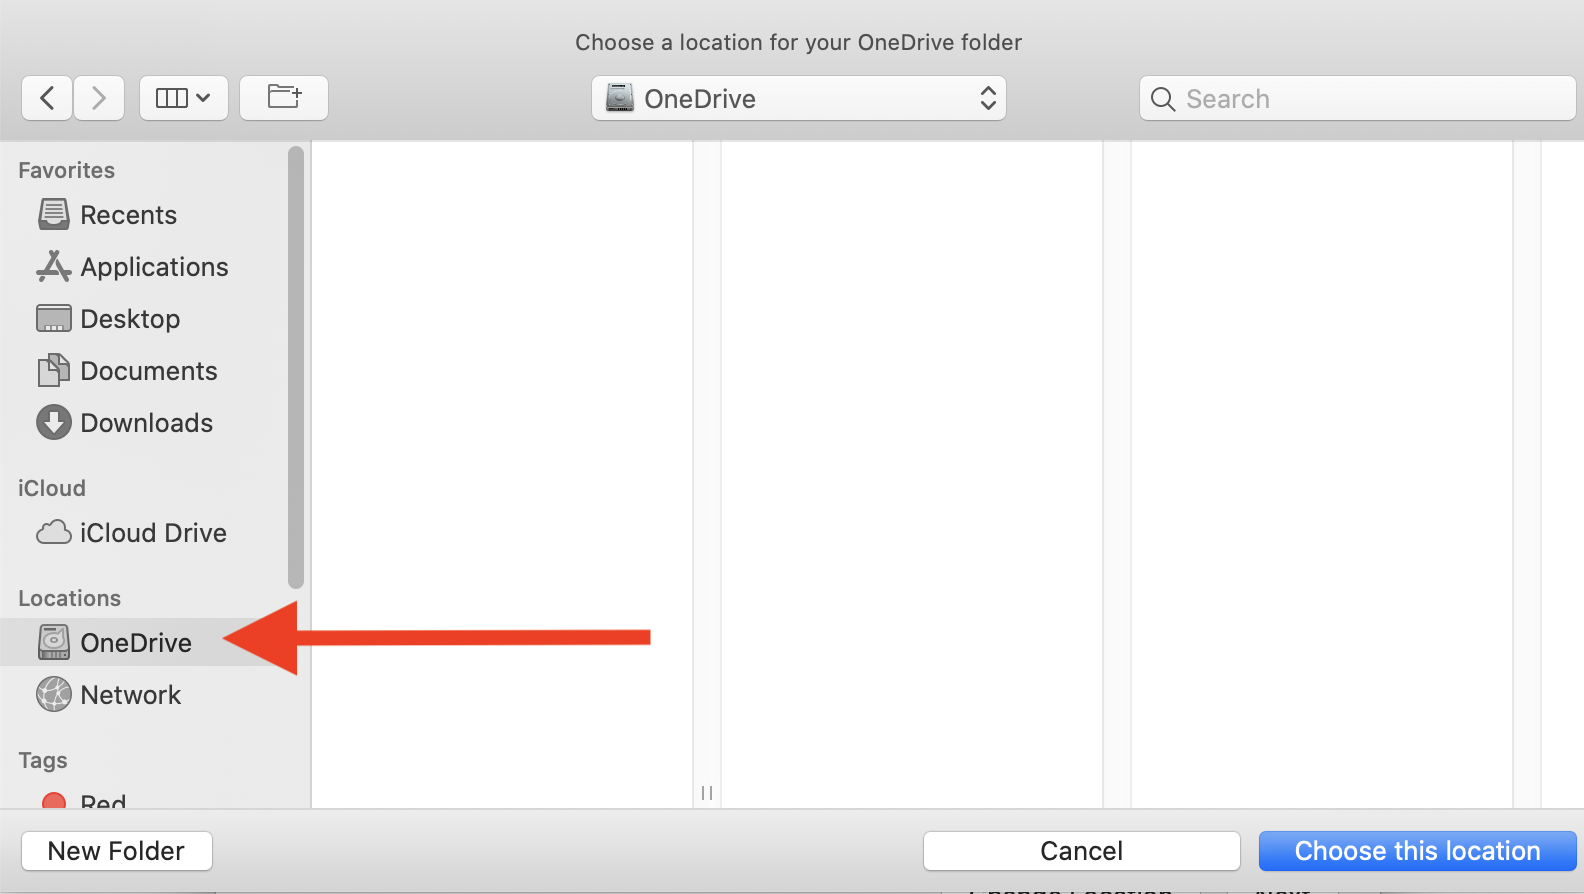 Choose a location for your OneDrive folder
OneDrive
Search
Favorites
Recents
Applications
Desktop
Documents
Downloads
iCloud
iCloud Drive
Locations
OneDrive
Network
Tags
Red
New Folder
Cancel
Choose this location